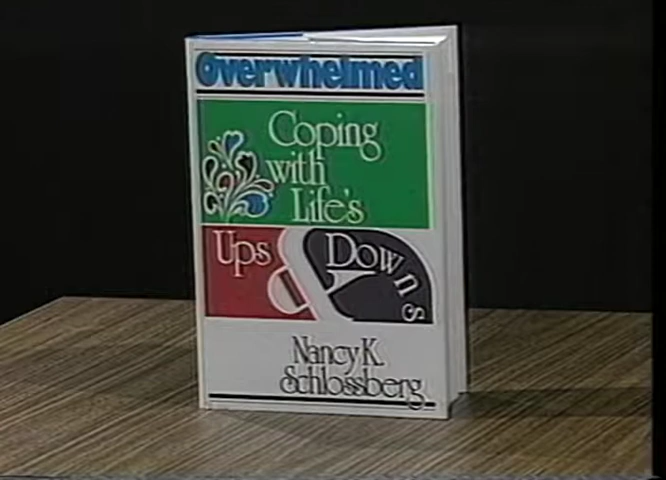 Overwhelmed
Coping
with
Life's
Ups & Downs
Nancy K.
Schlossberg